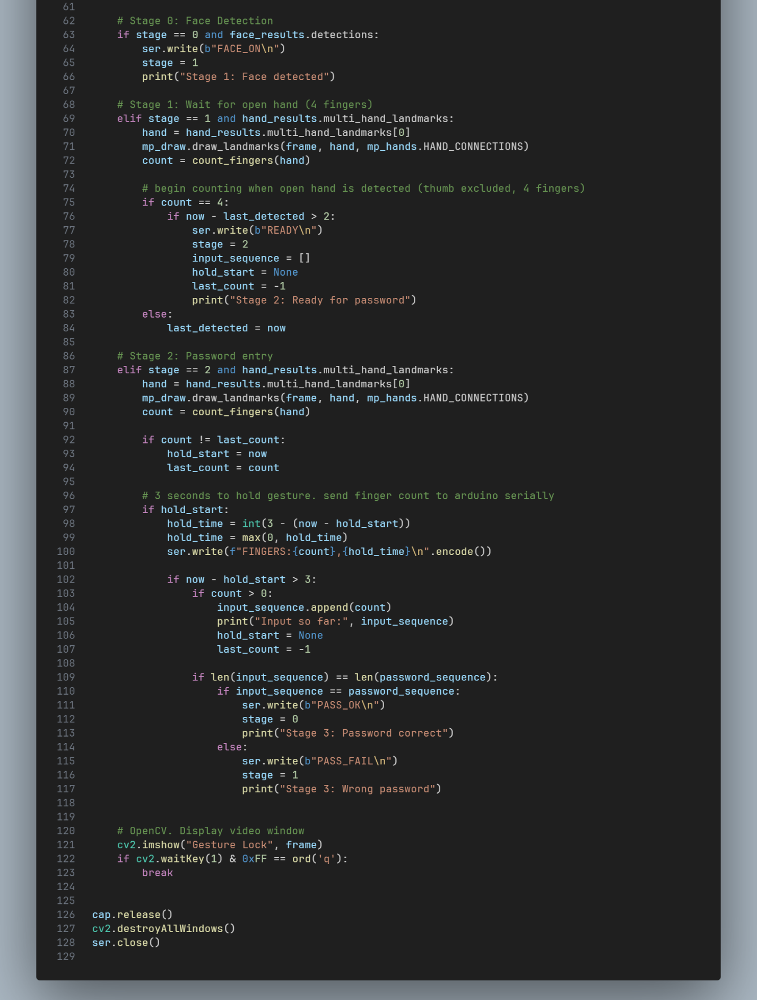 61
62 # Stage 0: Face Detection
63 if stage == 0 and face_results.detections:
64 ser.write(b"FACE_ON\n")
65 stage = 1
66 print("Stage 1: Face detected")
67
68 # Stage 1: Wait for open hand (4 fingers)
69 elif stage == 1 and hand_results.multi_hand_landmarks:
70 hand = hand_results.multi_hand_landmarks[0]
71 mp_draw.draw_landmarks(frame, hand, mp_hands.HAND_CONNECTIONS)
72 count = count_fingers(hand)
73
74 # begin counting when open hand is detected (thumb excluded, 4 fingers)
75 if count == 4:
76 if now - last_detected > 2:
77 ser.write(b"READY\n")
78 stage = 2
79 input_sequence = []
80 hold_start = None
81 last_count = -1
82 print("Stage 2: Ready for password")
83 else:
84 last_detected = now
85
86 # Stage 2: Password entry
87 elif stage == 2 and hand_results.multi_hand_landmarks:
88 hand = hand_results.multi_hand_landmarks[0]
89 mp_draw.draw_landmarks(frame, hand, mp_hands.HAND_CONNECTIONS)
90 count = count_fingers(hand)
91
92 if count != last_count:
93 hold_start = now
94 last_count = count
95
96 # 3 seconds to hold gesture. send finger count to arduino serially
97 if hold_start:
98 hold_time = int(3 - (now - hold_start))
99 hold_time = max(0, hold_time)
100 ser.write(f"FINGERS:{count},{hold_time}\n".encode())
101
102 if now - hold_start > 3:
103 if count > 0:
104 input_sequence.append(count)
105 print("Input so far:", input_sequence)
106 hold_start = None
107 last_count = -1
108
109 if len(input_sequence) == len(password_sequence):
110 if input_sequence == password_sequence:
111 ser.write(b"PASS_OK\n")
112 stage = 0
113 print("Stage 3: Password correct")
114 else:
115 ser.write(b"PASS_FAIL\n")
116 stage = 1
117 print("Stage 3: Wrong password")
118
119
120 # OpenCV. Display video window
121 cv2.imshow("Gesture Lock", frame)
122 if cv2.waitKey(1) & 0xFF == ord('q'):
123 break
124
125
126 cap.release()
127 cv2.destroyAllWindows()
128 ser.close()
129